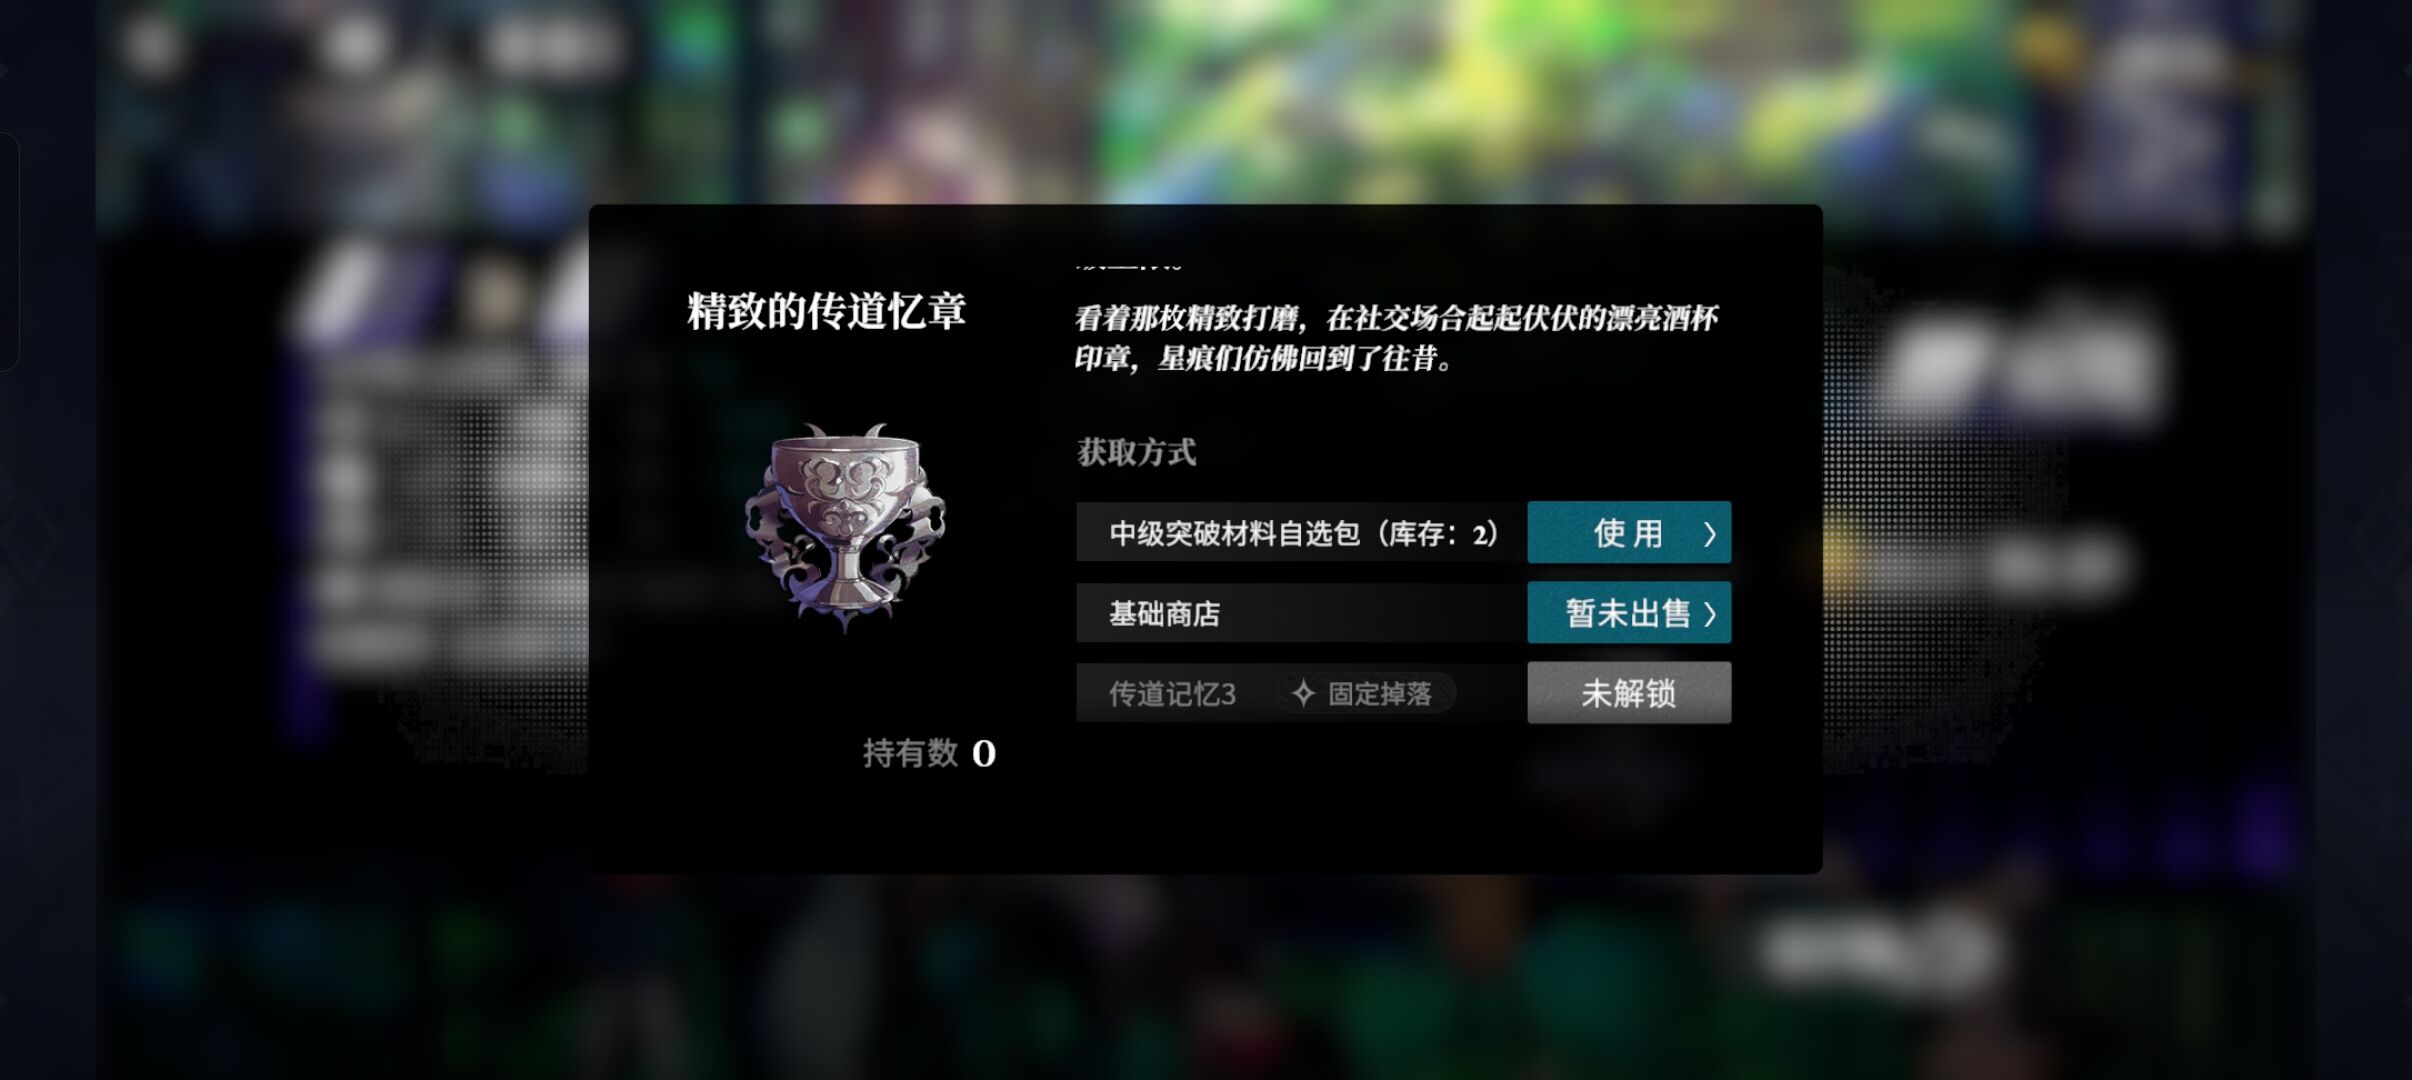 精致的传道忆章
看着那枚精致打磨，在社交场合起起伏伏的漂亮酒杯
印章，星痕们仿佛回到了往昔。
获取方式
中级突破材料自选包（库存：2） 使用
基础商店 暂未出售
传道记忆3 固定掉落 未解锁
持有数 0